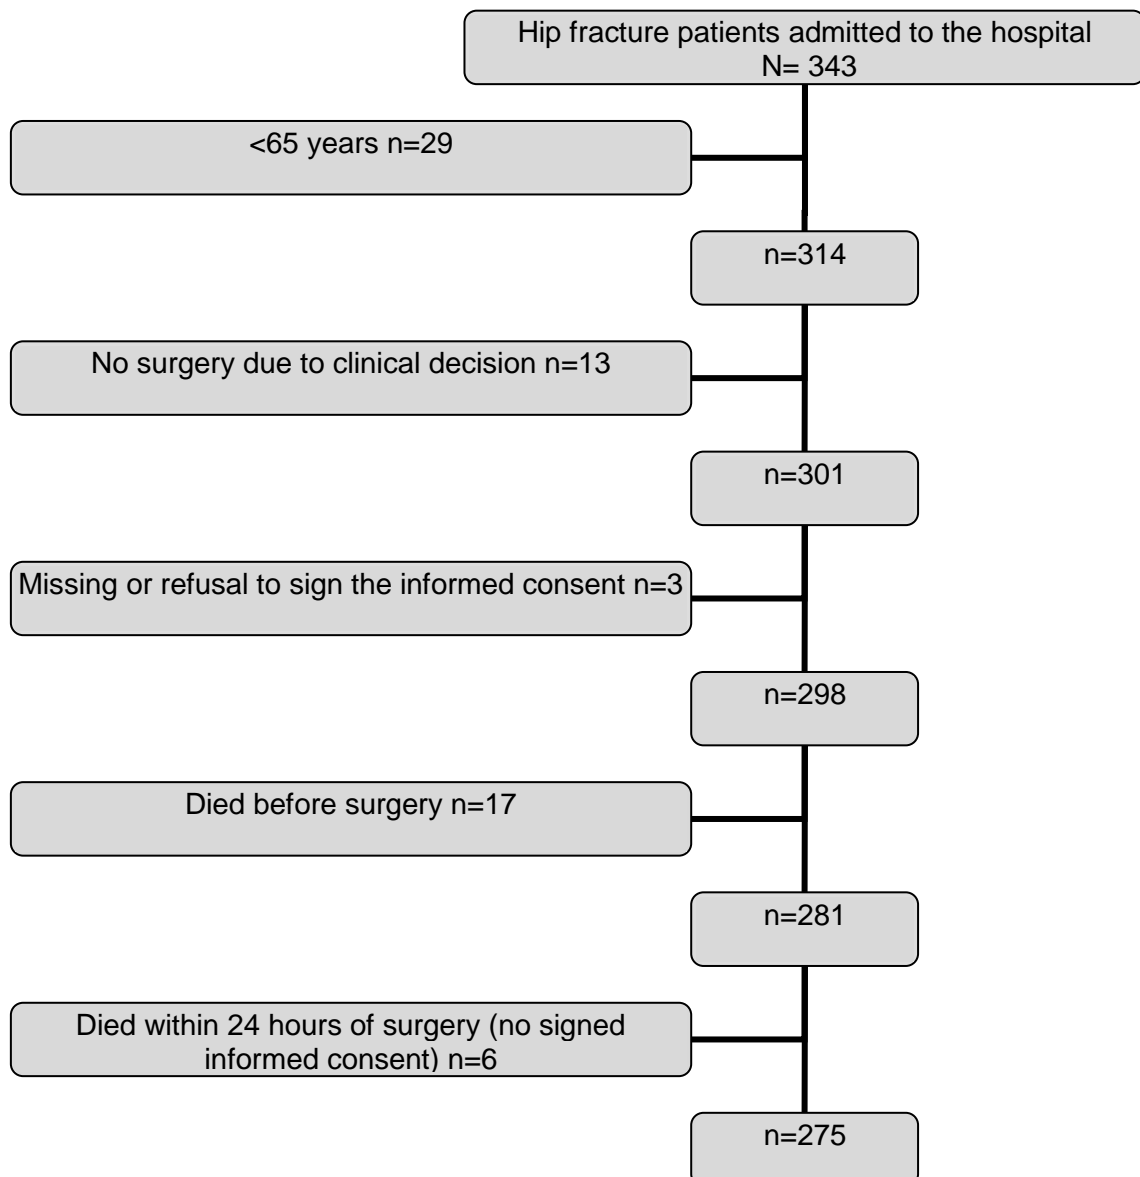 Hip fracture patients admitted to the hospital
N= 343
<65 years n=29
n=314
No surgery due to clinical decision n=13
n=301
Missing or refusal to sign the informed consent n=3
n=298
Died before surgery n=17
n=281
Died within 24 hours of surgery (no signed
informed consent) n=6
n=275